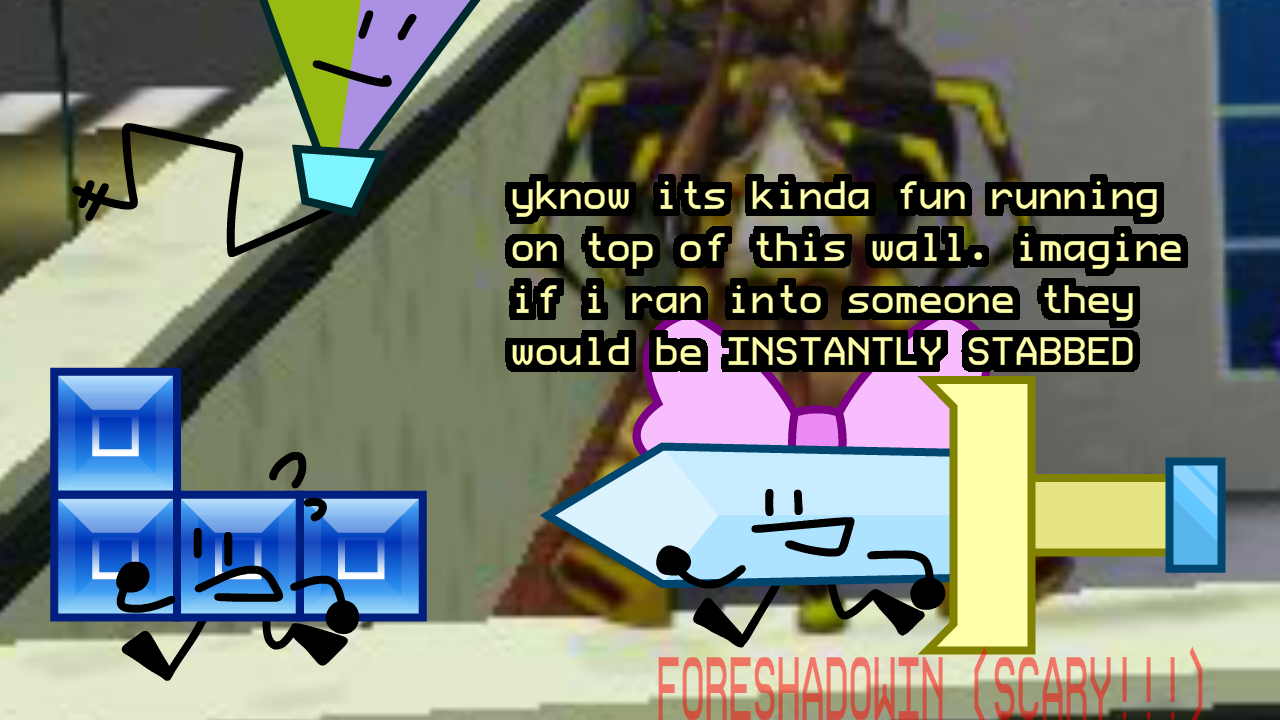 yknow its kinda fun running
on top of this wall. imagine
if i ran into someone they
would be INSTANTLY STABBED
FORESHADOWIN (SCARY!!!)